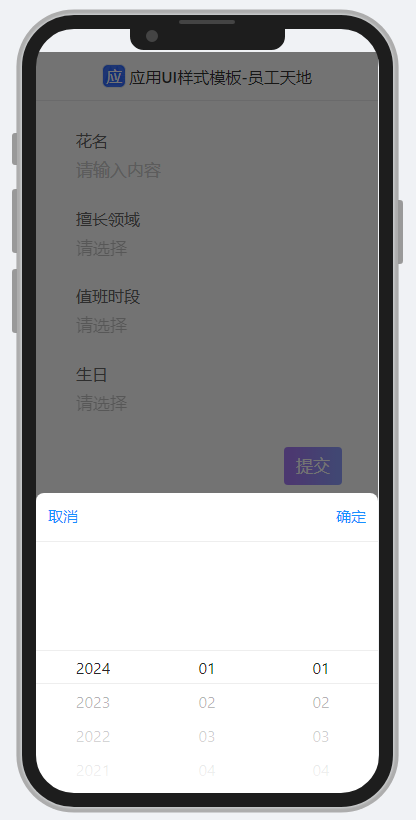 应 应用UI样式模板-员工天地
花名
请输入内容
擅长领域
请选择
值班时段
请选择
生日
请选择
提交
取消 确定
2024 01 01
2023 02 02
2022 03 03
2021 04 04